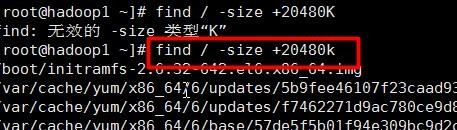 root@hadoop1 ~]# find / -size +20480K
find: 无效的 -size 类型“K”
root@hadoop1 ~]# find / -size +20480k
/boot/initramfs-2.6.32-642.el6.x86_64.img
/var/cache/yum/x86_64/6/updates/5b9fee46107f23caad93
/var/cache/yum/x86_64/6/updates/f7462271d9ac780ce9d8
/var/cache/yum/x86_64/6/base/57de5f5b01f94e309bc2d